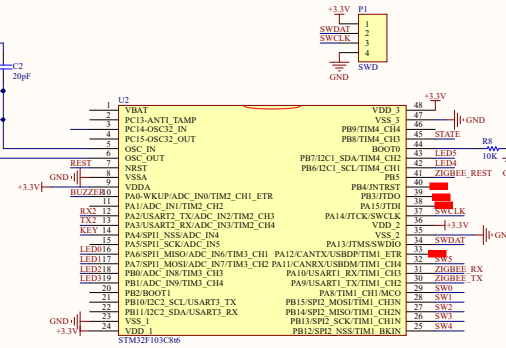 +3.3V P1
SWDAT 1
SWCLK 2
3
4
GND SWD
C2
20pF
U2
+3.3V
1 VBAT VDD_3 48
2 PC13-ANTI_TAMP VSS_3 47 GND
3 PC14-OSC32_IN PB9/TIM4_CH4 46
4 PC15-OSC32_OUT PB8/TIM4_CH3 45 STATE
5 OSC_IN BOOT0 44 R8
6 OSC_OUT PB7/I2C1_SDA/TIM4_CH2 43 LED5 10K
REST 7 NRST PB6/I2C1_SCL/TIM4_CH1 42 LED4
GND 8 VSSA PB5 41 ZIGBEE_REST
+3.3V 9 VDDA PB4/JNTRST 40
BUZZER 10 PA0-WKUP/ADC_IN0/TIM2_CH1_ETR PB3/JTDO 39
11 PA1/ADC_IN1/TIM2_CH2 PA15/JTDI 38
RX2 12 PA2/USART2_TX/ADC_IN2/TIM2_CH3 PA14/JTCK/SWCLK 37 SWCLK
TX2 13 PA3/USART2_RX/ADC_IN3/TIM2_CH4 VDD_2 36 +3.3V
KEY 14 PA4/SPI1_NSS/ADC_IN4 VSS_2 35 GN
15 PA5/SPI1_SCK/ADC_IN5 PA13/JTMS/SWDIO 34 SWDAT
LED0 16 PA6/SPI1_MISO/ADC_IN6/TIM3_CH1 PA12/CANTX/USBDP/TIM1_ETR 33
LED1 17 PA7/SPI1_MOSI/ADC_IN7/TIM3_CH2 PA11/CANRX/USBDM/TIM1_CH4 32 SW5
LED2 18 PB0/ADC_IN8/TIM3_CH3 PA10/USART1_RX/TIM1_CH3 31 ZIGBEE_RX
LED3 19 PB1/ADC_IN9/TIM3_CH4 PA9/USART1_TX/TIM1_CH2 30 ZIGBEE_TX
20 PB2/BOOT1 PA8/TIM1_CH1/MCO 29 SW0
21 PB10/I2C2_SCL/USART3_TX PB15/SPI2_MOSI/TIM1_CH3N 28 SW1
22 PB11/I2C2_SDA/USART3_RX PB14/SPI2_MISO/TIM1_CH2N 27 SW2
GND 23 VSS_1 PB13/SPI2_SCK/TIM1_CH1N 26 SW3
+3.3V 24 VDD_1 PB12/SPI2_NSS/TIM1_BKIN 25 SW4
STM32F103C8t6